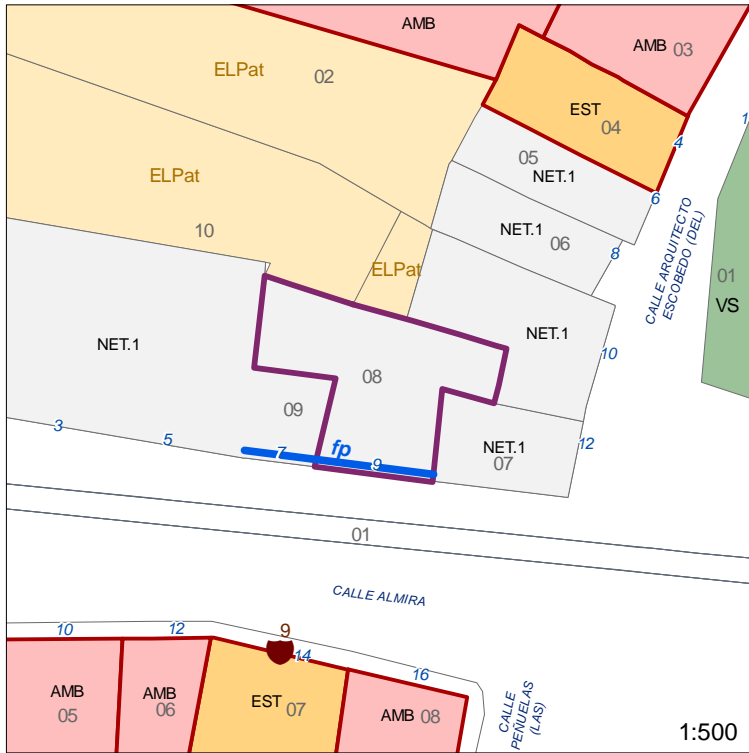 AMB
AMB 03
ELPat 02
EST 04
1
4
05
NET.1
ELPat
6
NET.1 06
8
CALLE ARQUITECTO
ESCOBEDO (DEL)
10
ELPat
01
VS
NET.1
NET.1
10
08
09
3
5
7
fp
9
NET.1
07
12
01
CALLE ALMIRA
10
12
9
14
16
AMB
05
AMB
06
EST 07
AMB 08
CALLE
PEÑUELAS
(LAS)
1:500